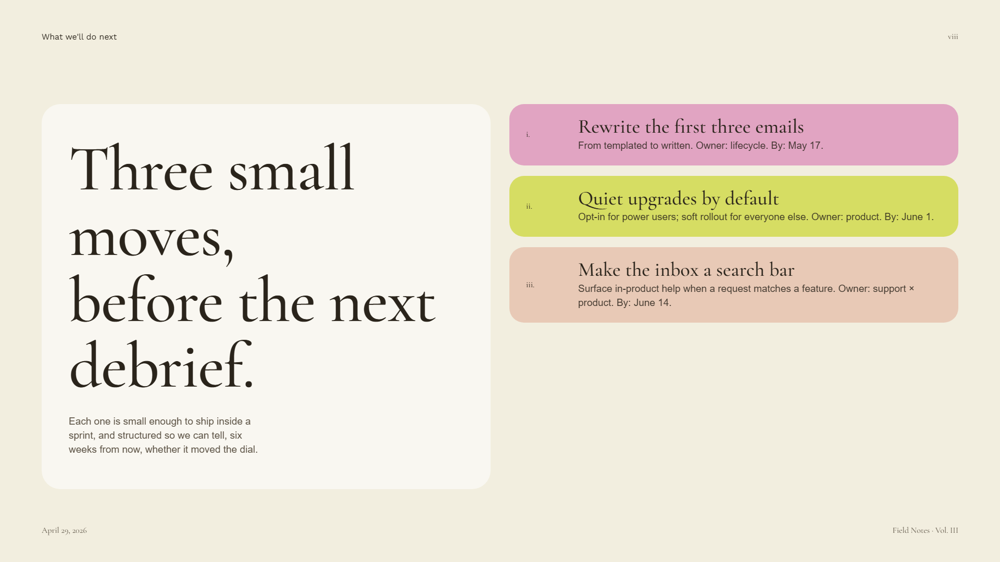 What we'll do next
viii
Three small
moves,
before the next
debrief.
Each one is small enough to ship inside a
sprint, and structured so we can tell, six
weeks from now, whether it moved the dial.
i.
Rewrite the first three emails
From templated to written. Owner: lifecycle. By: May 17.
ii.
Quiet upgrades by default
Opt-in for power users; soft rollout for everyone else. Owner: product. By: June 1.
iii.
Make the inbox a search bar
Surface in-product help when a request matches a feature. Owner: support ×
product. By: June 14.
April 29, 2026
Field Notes · Vol. III